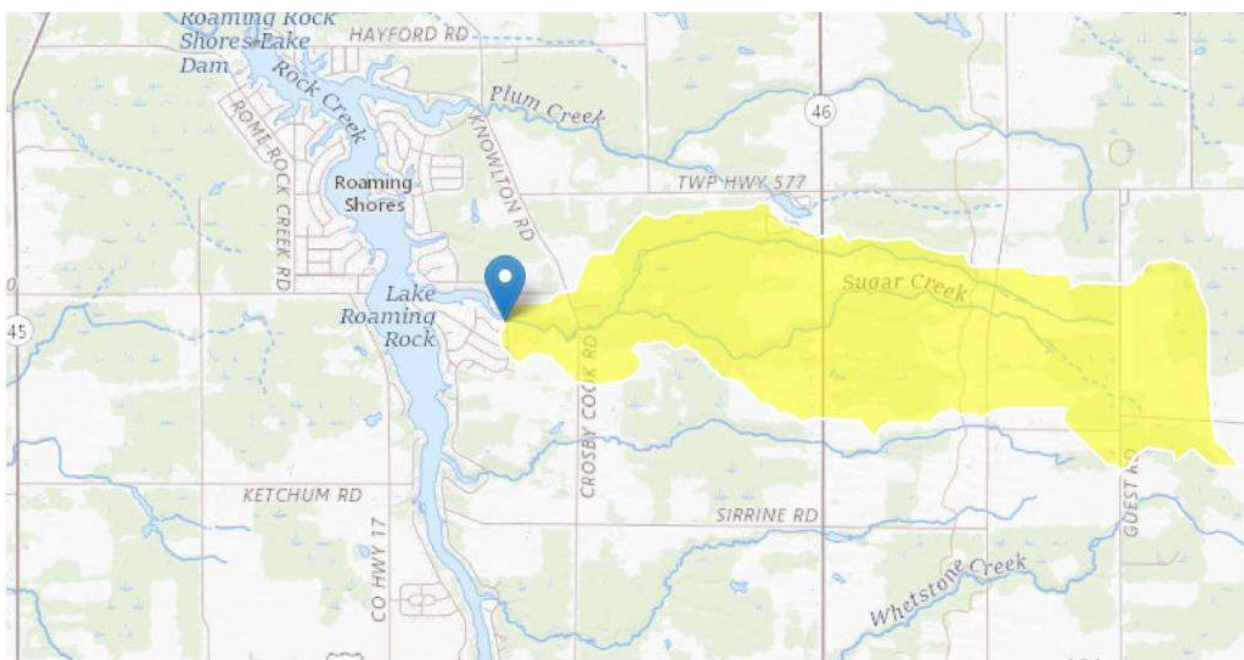 Roaming Rock
Shores Lake
Dam
HAYFORD RD
Rock Creek
Plum Creek
46
ROME ROCK CREEK RD
KNOWLTON RD
TWP HWY 577
Roaming
Shores
0
Lake
Roaming
Rock
Sugar Creek
45
CROSBY COOK RD
KETCHUM RD
CO HWY 17
SIRRINE RD
GUEST RD
Whetstone Creek